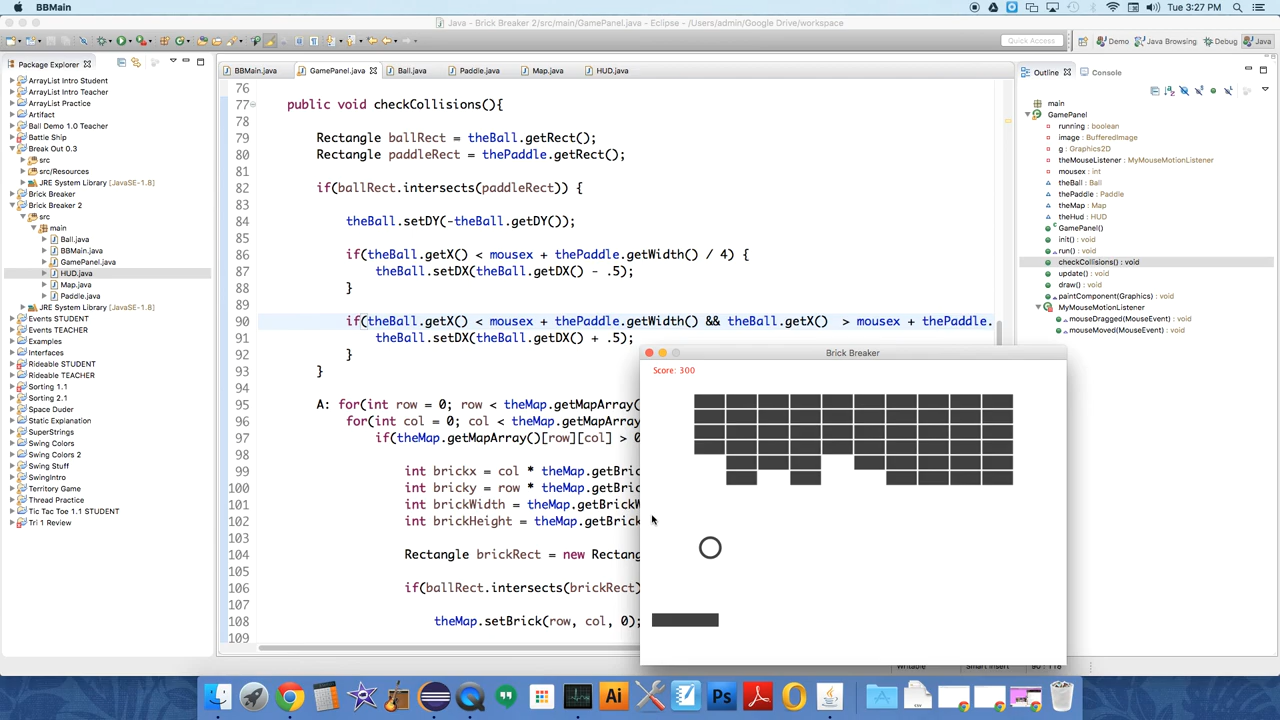 BBMain
Tue 3:27 PM
Java - Brick Breaker 2/src/main/GamePanel.java - Eclipse - /Users/admin/Google Drive/workspace
Quick Access
Demo
Java Browsing
Debug
Java
Package Explorer
ArrayList Intro Student
ArrayList Intro Teacher
ArrayList Practice
Artifact
Ball Demo 1.0 Teacher
Battle Ship
Break Out 0.3
src
src/Resources
JRE System Library [JavaSE-1.8]
Brick Breaker
Brick Breaker 2
src
main
Ball.java
BBMain.java
GamePanel.java
HUD.java
Map.java
Paddle.java
JRE System Library [JavaSE-1.8]
Events STUDENT
Events TEACHER
Examples
Interfaces
Rideable STUDENT
Rideable TEACHER
Sorting 1.1
Sorting 2.1
Space Duder
Static Explanation
SuperStrings
Swing Colors
Swing Colors 2
Swing Stuff
SwingIntro
Territory Game
Thread Practice
Tic Tac Toe 1.1 STUDENT
Tri 1 Review
BBMain.java
GamePanel.java
Ball.java
Paddle.java
Map.java
HUD.java
76
77 public void checkCollisions(){
78
79 Rectangle ballRect = theBall.getRect();
80 Rectangle paddleRect = thePaddle.getRect();
81
82 if(ballRect.intersects(paddleRect)) {
83
84 theBall.setDY(-theBall.getDY());
85
86 if(theBall.getX() < mousex + thePaddle.getWidth() / 4) {
87 theBall.setDX(theBall.getDX() - .5);
88 }
89
90 if(theBall.getX() < mousex + thePaddle.getWidth() && theBall.getX() > mousex + thePaddle.
91 theBall.setDX(theBall.getDX() + .5);
92 }
93 }
94
95 A: for(int row = 0; row < theMap.getMapArray(
96 for(int col = 0; col < theMap.getMapArray(
97 if(theMap.getMapArray()[row][col] > 0
98
99 int brickx = col * theMap.getBric
100 int bricky = row * theMap.getBric
101 int brickWidth = theMap.getBrickW
102 int brickHeight = theMap.getBrick
103
104 Rectangle brickRect = new Rectang
105
106 if(ballRect.intersects(brickRect)
107
108 theMap.setBrick(row, col, 0);
109
Brick Breaker
Score: 300
Outline
Console
main
GamePanel
running : boolean
image : BufferedImage
g : Graphics2D
theMouseListener : MyMouseMotionListener
mousex : int
theBall : Ball
thePaddle : Paddle
theMap : Map
theHud : HUD
GamePanel()
init() : void
run() : void
checkCollisions() : void
update() : void
draw() : void
paintComponent(Graphics) : void
MyMouseMotionListener
mouseDragged(MouseEvent) : void
mouseMoved(MouseEvent) : void
Ai
Ps